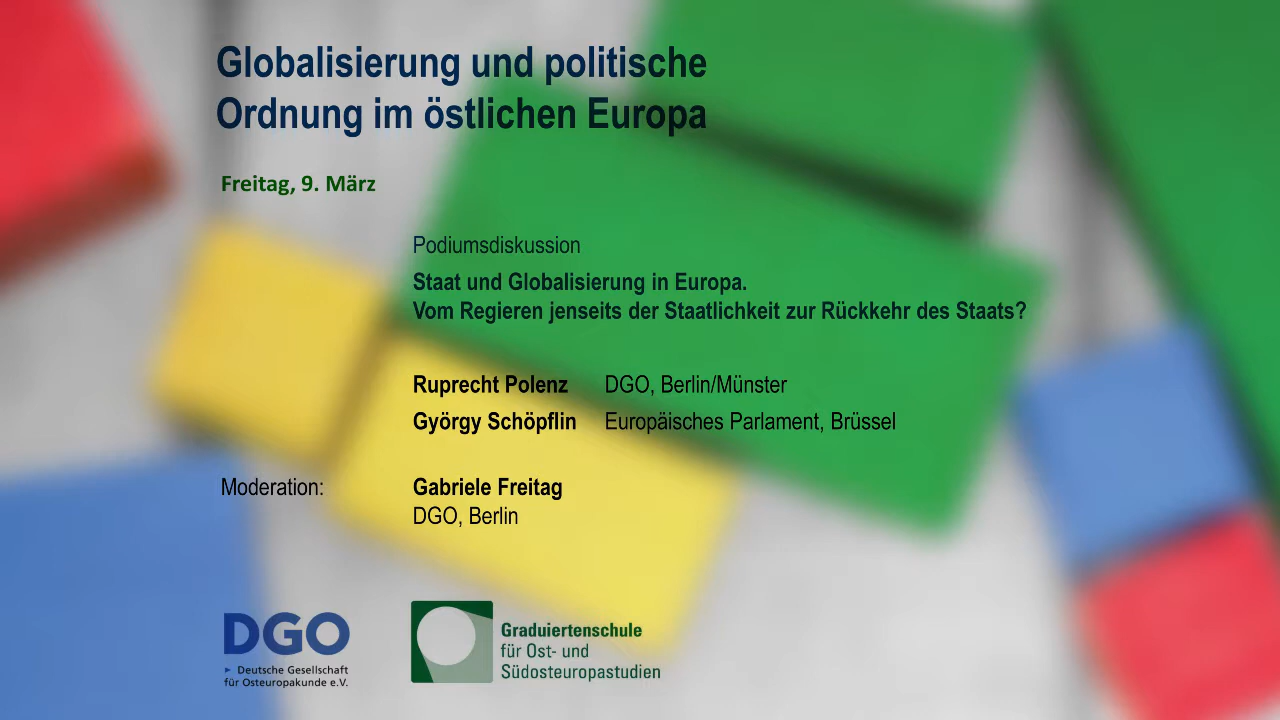 Globalisierung und politische
Ordnung im östlichen Europa
Freitag, 9. März
Podiumsdiskussion
Staat und Globalisierung in Europa.
Vom Regieren jenseits der Staatlichkeit zur Rückkehr des Staats?
Ruprecht Polenz DGO, Berlin/Münster
György Schöpflin Europäisches Parlament, Brüssel
Moderation: Gabriele Freitag
DGO, Berlin
DGO
Deutsche Gesellschaft
für Osteuropakunde e.V.
Graduiertenschule
für Ost- und
Südosteuropastudien